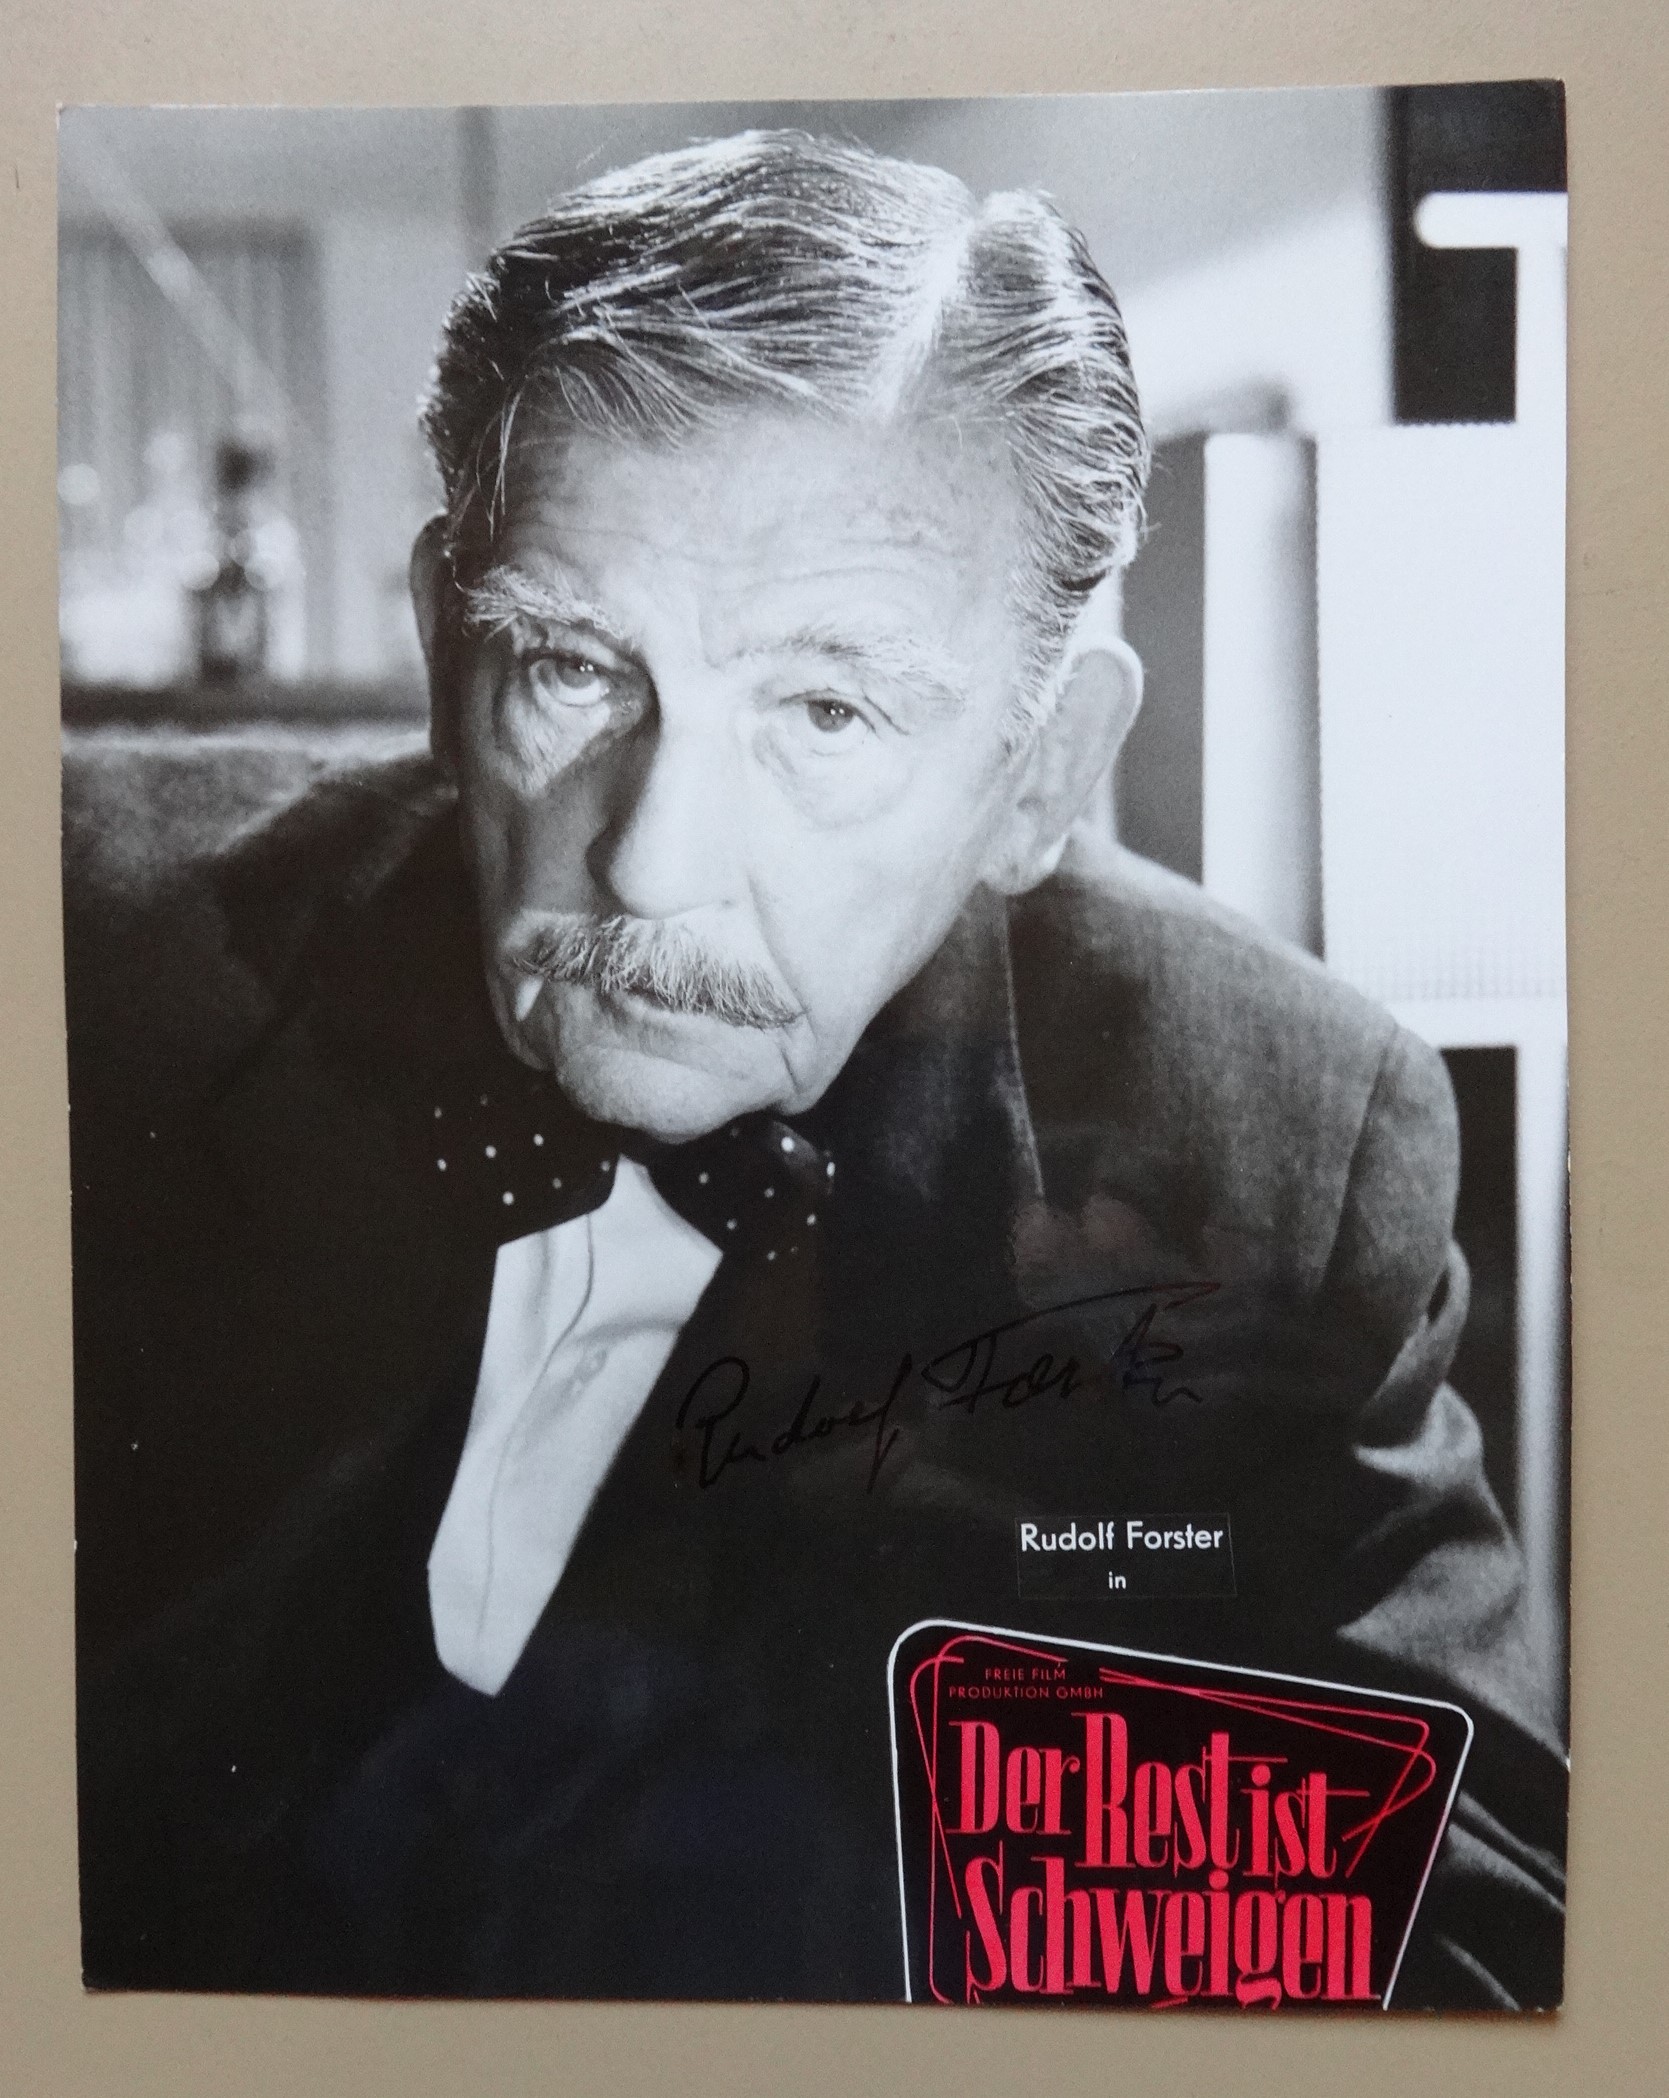 Rudolf Forster
Rudolf Forster
in
FREIE FILM
PRODUKTION GMBH
Der Rest ist
Schweigen